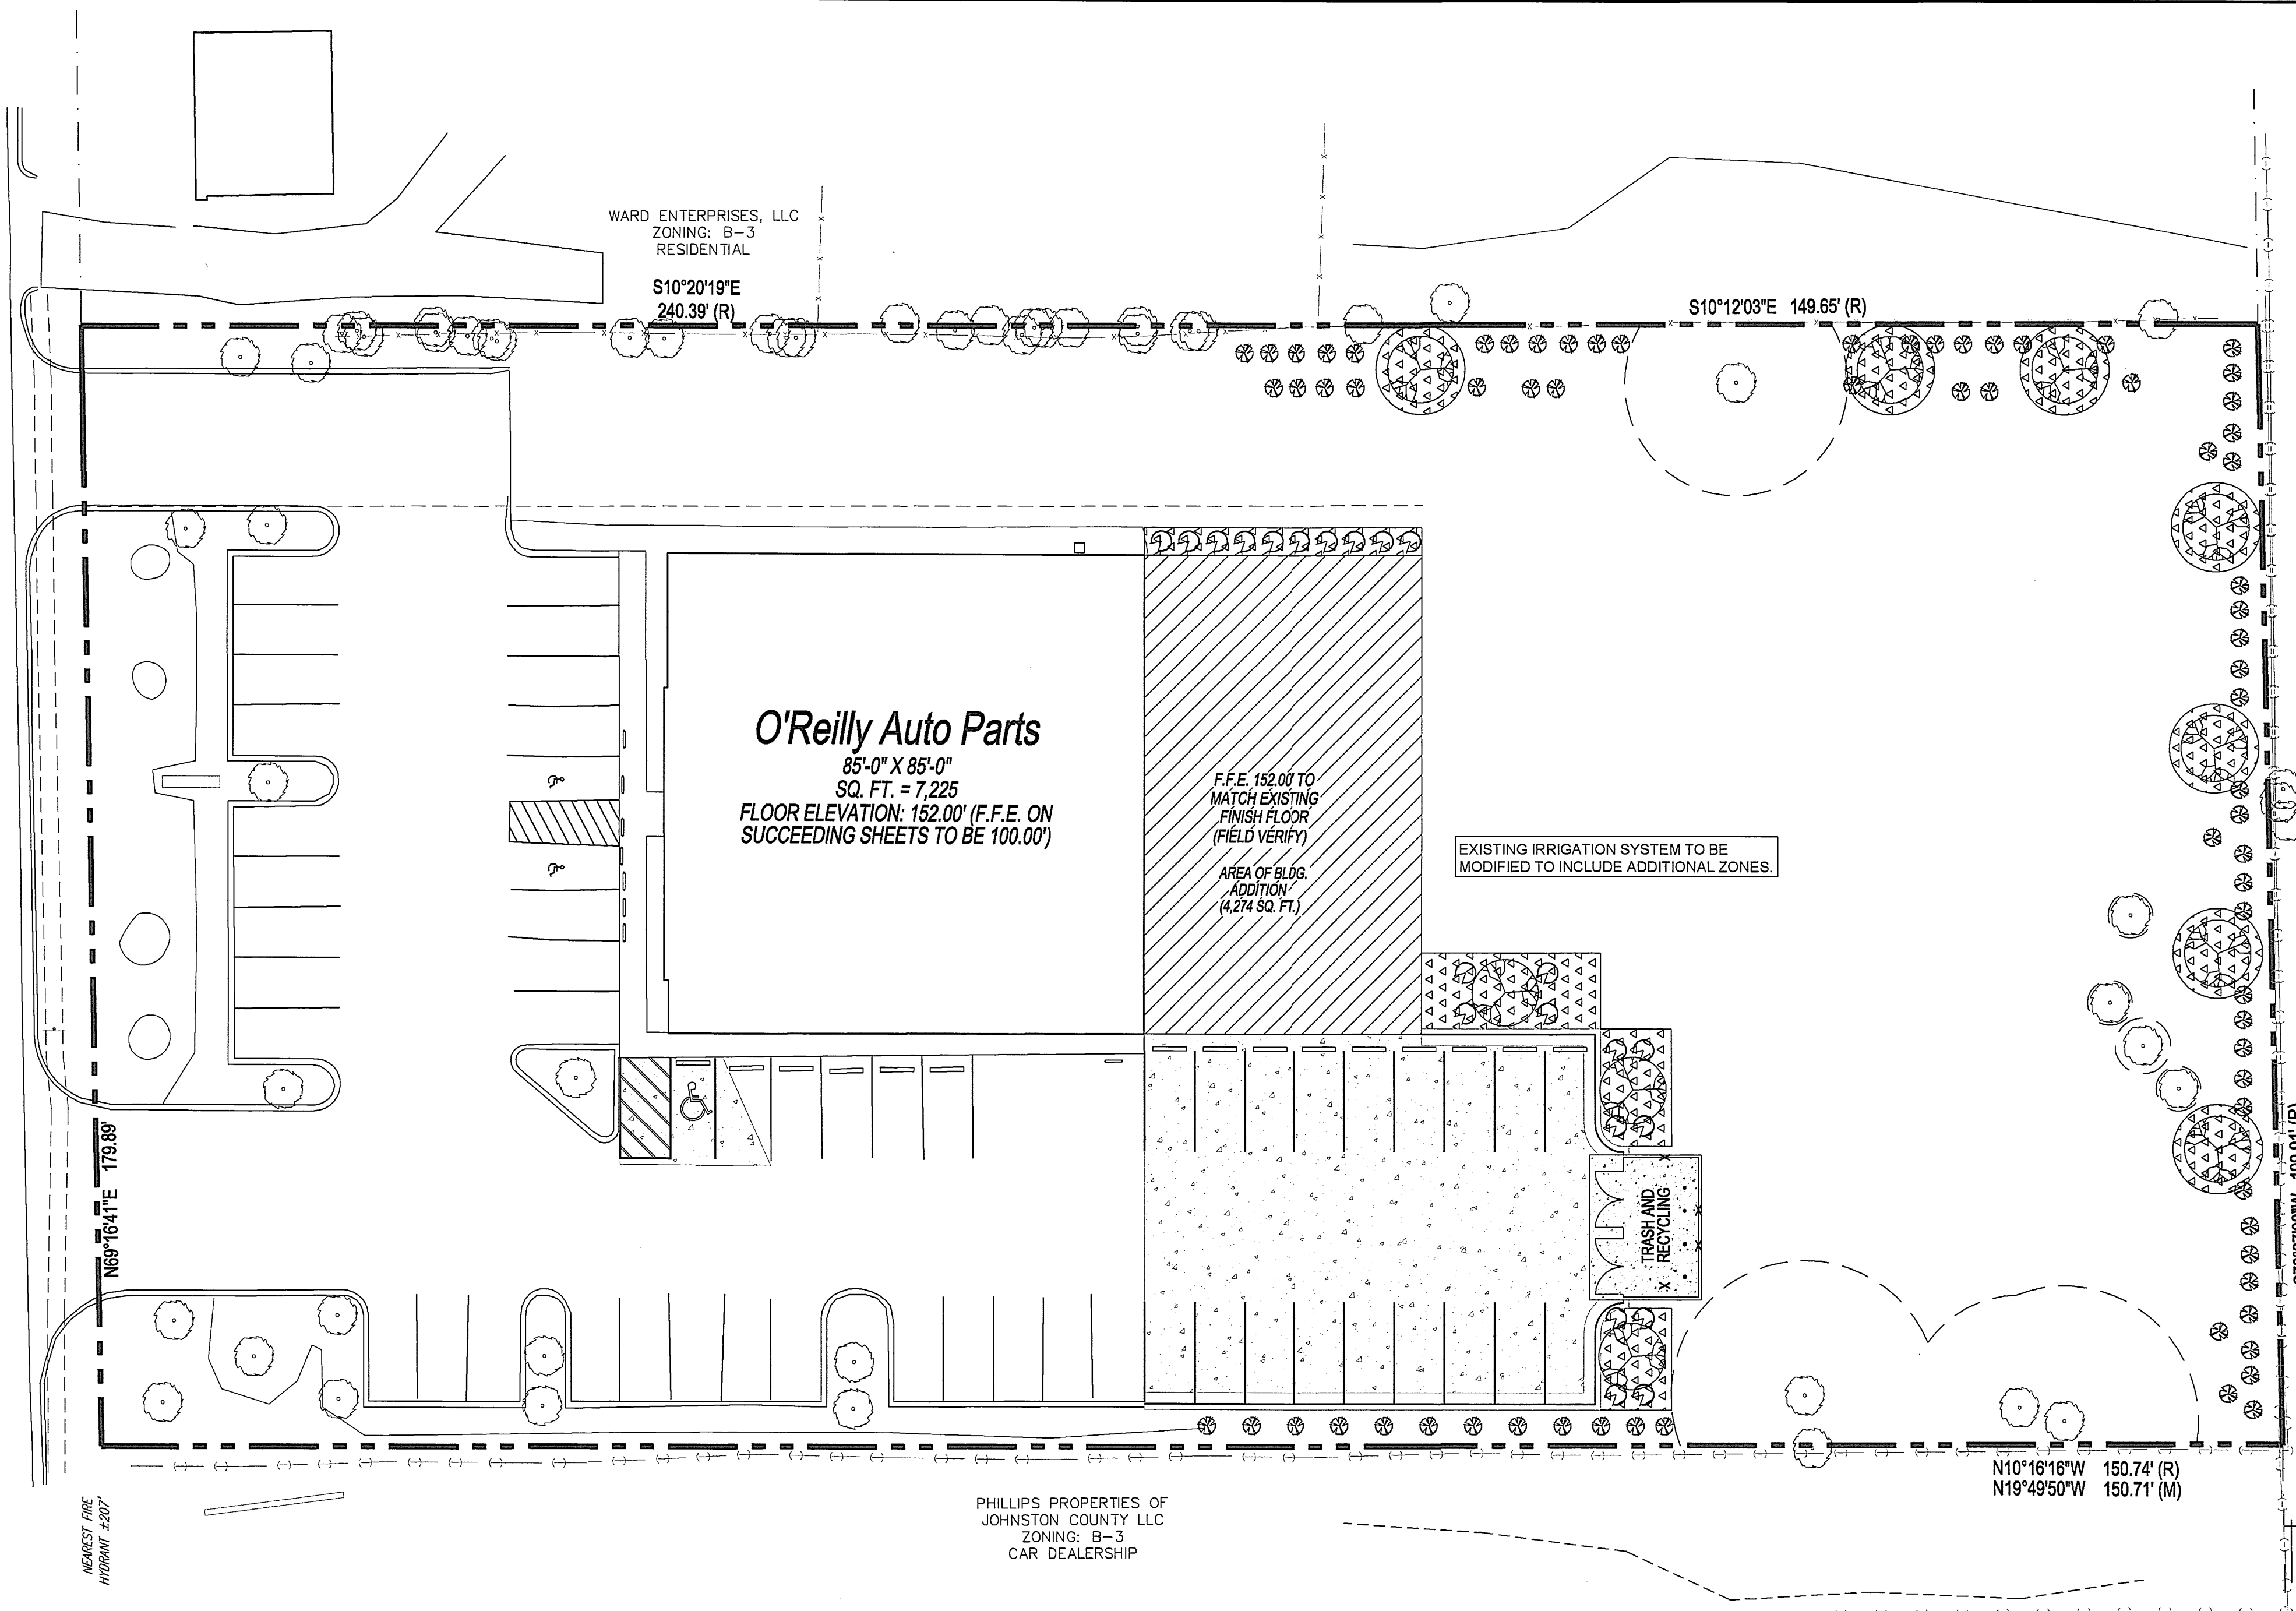 WARD ENTERPRISES, LLC
ZONING: B-3
RESIDENTIAL
S10°20'19"E
240.39' (R)
S10°12'03"E 149.65' (R)
O'Reilly Auto Parts
85'-0" X 85'-0"
SQ. FT. = 7,225
FLOOR ELEVATION: 152.00' (F.F.E. ON
SUCCEEDING SHEETS TO BE 100.00')
F.F.E. 152.00' TO
MATCH EXISTING
FINISH FLOOR
(FIELD VERIFY)
AREA OF BLDG.
ADDITION
(4,274 SQ. FT.)
EXISTING IRRIGATION SYSTEM TO BE
MODIFIED TO INCLUDE ADDITIONAL ZONES.
N69°16'41"E 179.89'
TRASH AND
RECYCLING
N10°16'16"W 150.74' (R)
N19°49'50"W 150.71' (M)
NEAREST FIRE
HYDRANT ±207'
PHILLIPS PROPERTIES OF
JOHNSTON COUNTY LLC
ZONING: B-3
CAR DEALERSHIP